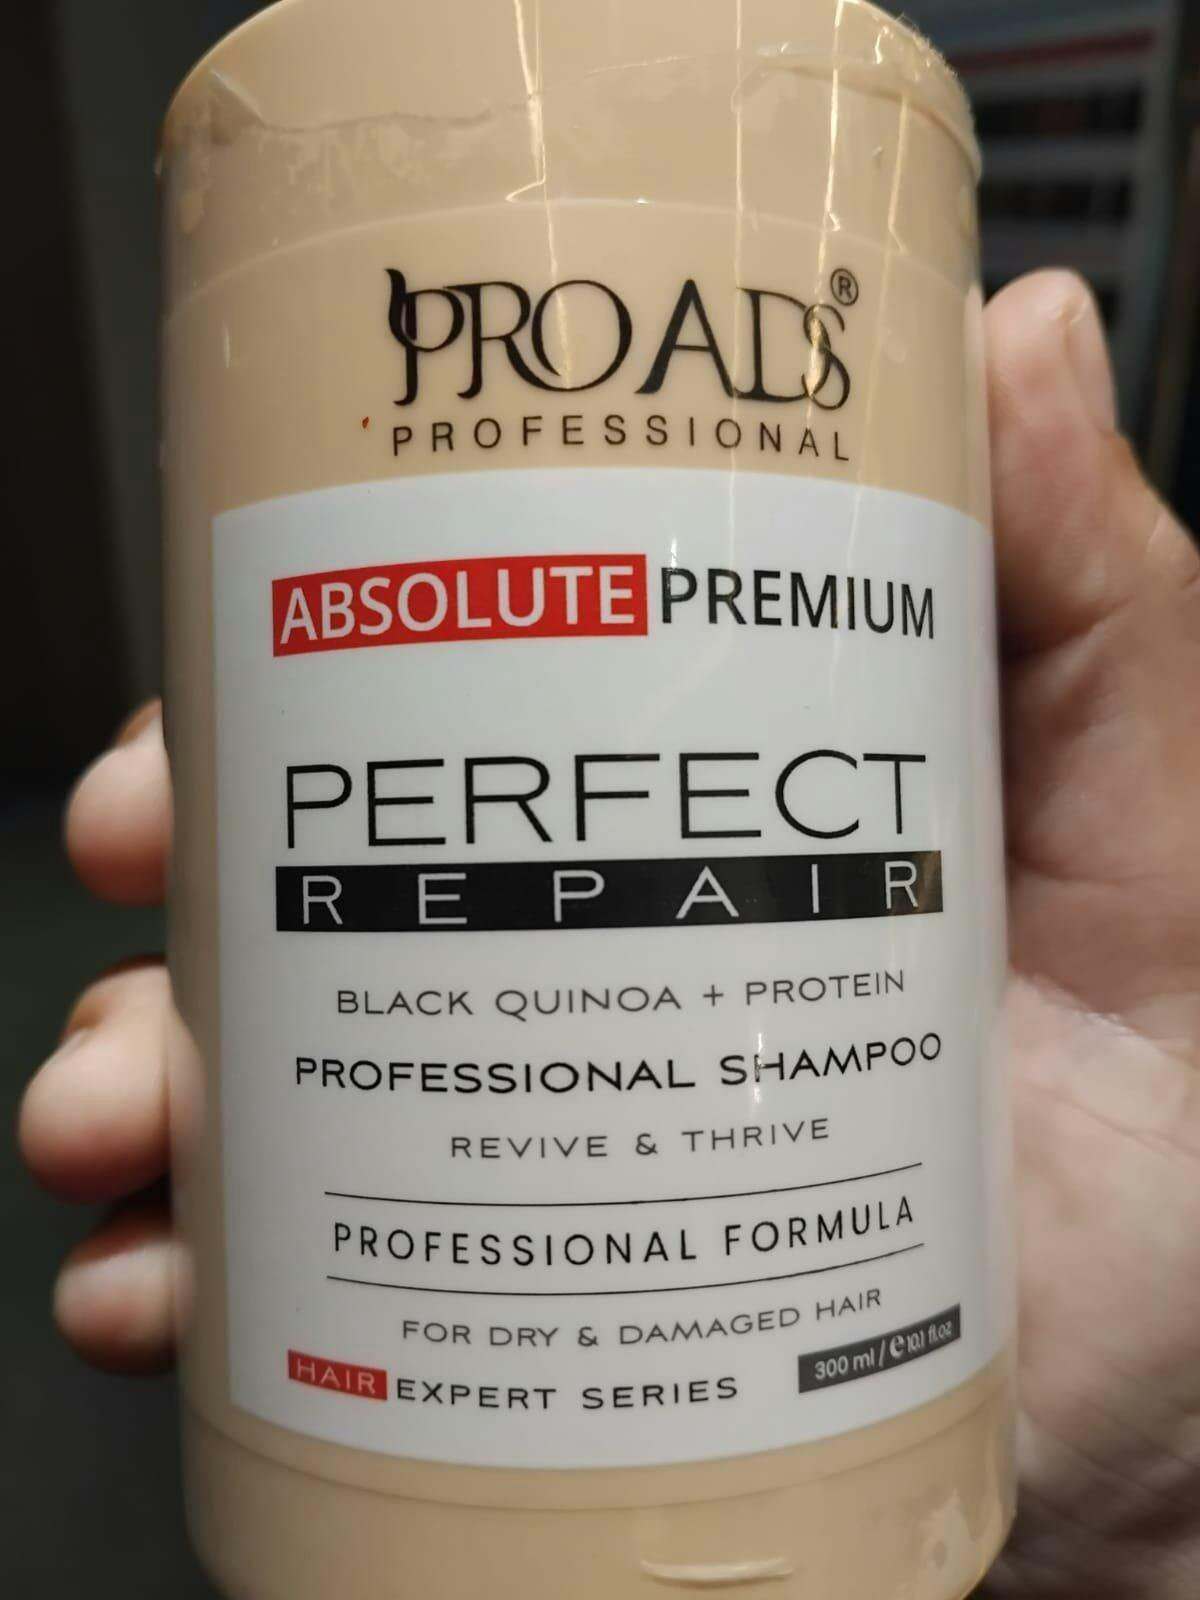 PROADS®
PROFESSIONAL
ABSOLUTE PREMIUM
PERFECT
REPAIR
BLACK QUINOA + PROTEIN
PROFESSIONAL SHAMPOO
REVIVE & THRIVE
PROFESSIONAL FORMULA
FOR DRY & DAMAGED HAIR
HAIR EXPERT SERIES
300 ml / ℮ 10.1 fl.oz